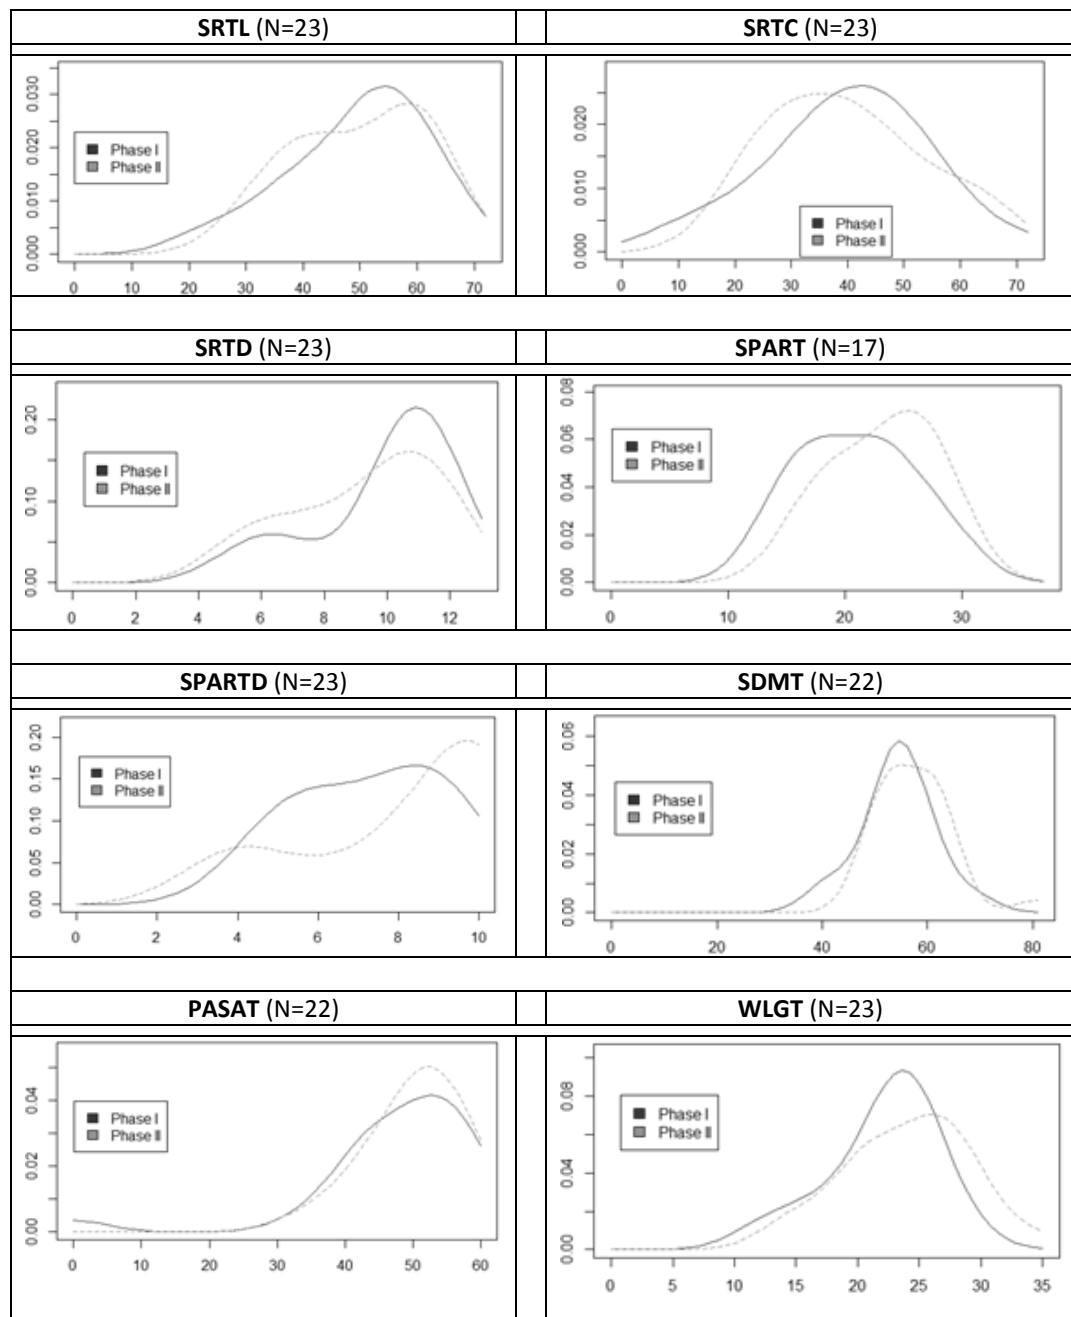 SRTL (N=23) SRTC (N=23)
0.030
0.020
0.010
0.000
Phase I
Phase II
0 10 20 30 40 50 60 70
0.020
0.010
0.000
Phase I
Phase II
0 10 20 30 40 50 60 70
SRTD (N=23) SPART (N=17)
0.20
0.10
0.00
Phase I
Phase II
0 2 4 6 8 10 12
0.08
0.06
0.04
0.02
0.00
Phase I
Phase II
0 10 20 30
SPARTD (N=23) SDMT (N=22)
0.20
0.15
0.10
0.05
0.00
Phase I
Phase II
0 2 4 6 8 10
0.06
0.04
0.02
0.00
Phase I
Phase II
0 20 40 60 80
PASAT (N=22) WLGT (N=23)
0.04
0.02
0.00
Phase I
Phase II
0 10 20 30 40 50 60
0.08
0.04
0.00
Phase I
Phase II
0 5 10 15 20 25 30 35